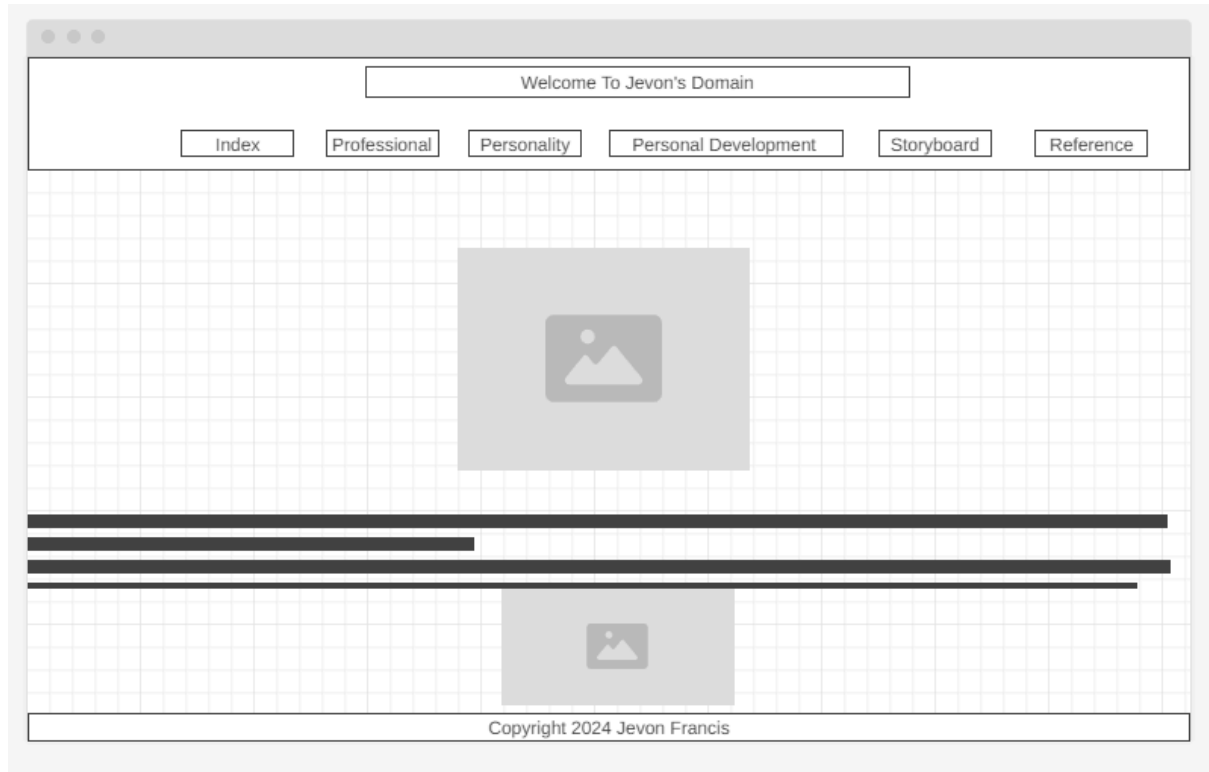 Welcome To Jevon's Domain
Index Professional Personality Personal Development Storyboard Reference
Copyright 2024 Jevon Francis